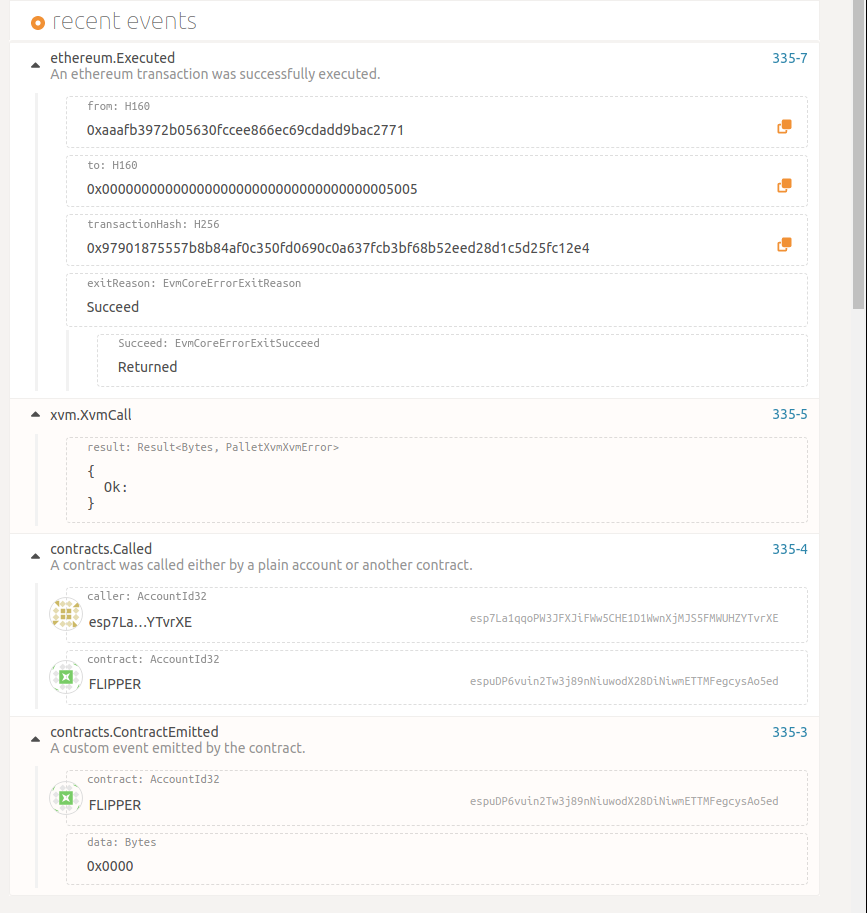 recent events
ethereum.Executed 335-7
An ethereum transaction was successfully executed.
from: H160
0xaaafb3972b05630fccee866ec69cdadd9bac2771
to: H160
0x0000000000000000000000000000000000005005
transactionHash: H256
0x97901875557b8b84af0c350fd0690c0a637fcb3bf68b52eed28d1c5d25fc12e4
exitReason: EvmCoreErrorExitReason
Succeed
Succeed: EvmCoreErrorExitSucceed
Returned
xvm.XvmCall 335-5
result: Result<Bytes, PalletXvmXvmError>
{
Ok:
}
contracts.Called 335-4
A contract was called either by a plain account or another contract.
caller: AccountId32
esp7La…YTvrXE esp7La1qqoPW3JFXJiFWw5CHE1D1WwnXjMJS5FMWUHZYTvrXE
contract: AccountId32
FLIPPER espuDP6vuin2Tw3j89nNiuwodX28DiNiwmETTMFegcysAo5ed
contracts.ContractEmitted 335-3
A custom event emitted by the contract.
contract: AccountId32
FLIPPER espuDP6vuin2Tw3j89nNiuwodX28DiNiwmETTMFegcysAo5ed
data: Bytes
0x0000